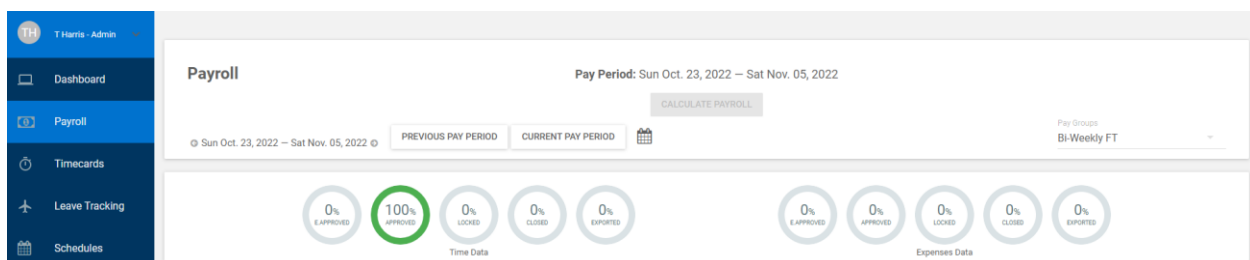 TH
T Harris - Admin
Dashboard
Payroll
Timecards
Leave Tracking
Schedules
Payroll
Pay Period: Sun Oct. 23, 2022 — Sat Nov. 05, 2022
CALCULATE PAYROLL
Sun Oct. 23, 2022 — Sat Nov. 05, 2022
PREVIOUS PAY PERIOD
CURRENT PAY PERIOD
Pay Groups
Bi-Weekly FT
0%
E.APPROVED
100%
APPROVED
0%
LOCKED
0%
CLOSED
0%
EXPORTED
Time Data
0%
E.APPROVED
0%
APPROVED
0%
LOCKED
0%
CLOSED
0%
EXPORTED
Expenses Data